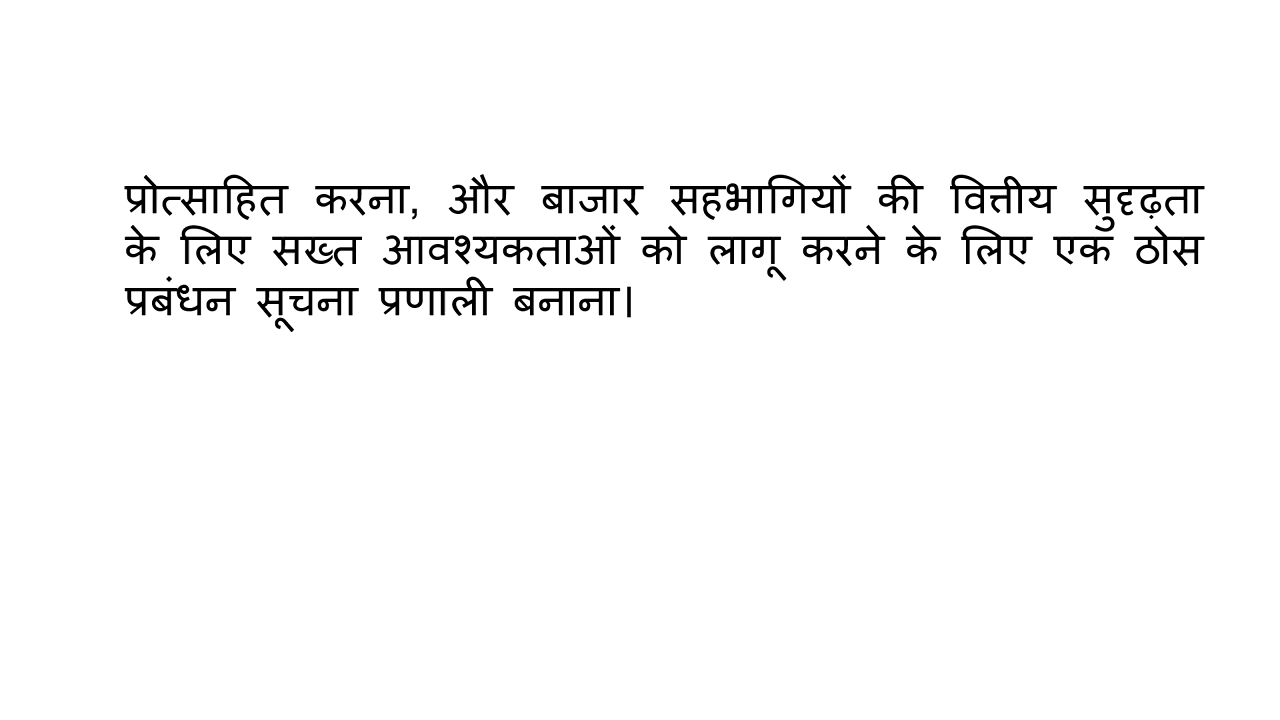 प्रोत्साहित करना, और बाजार सहभागियों की वित्तीय सुदृढ़ता
के लिए सख्त आवश्यकताओं को लागू करने के लिए एक ठोस
प्रबंधन सूचना प्रणाली बनाना।